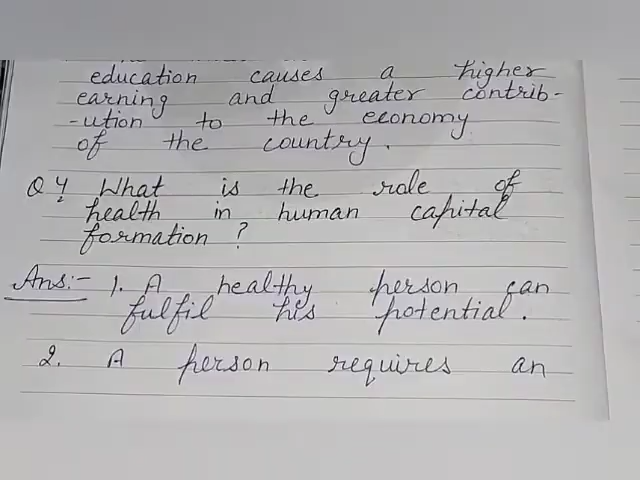 education causes a higher
earning and greater contrib-
-ution to the economy
of the country.
Q 4 What is the role of
health in human capital
formation ?
Ans:- 1. A healthy person can
fulfil his potential.
2. A person requires an